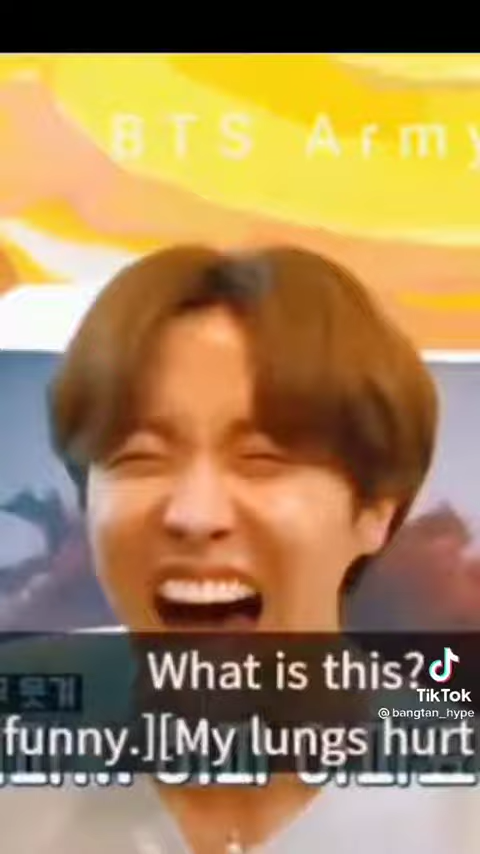 BTS Army
What is this?
TikTok
@bangtan_hype
funny.][My lungs hurt